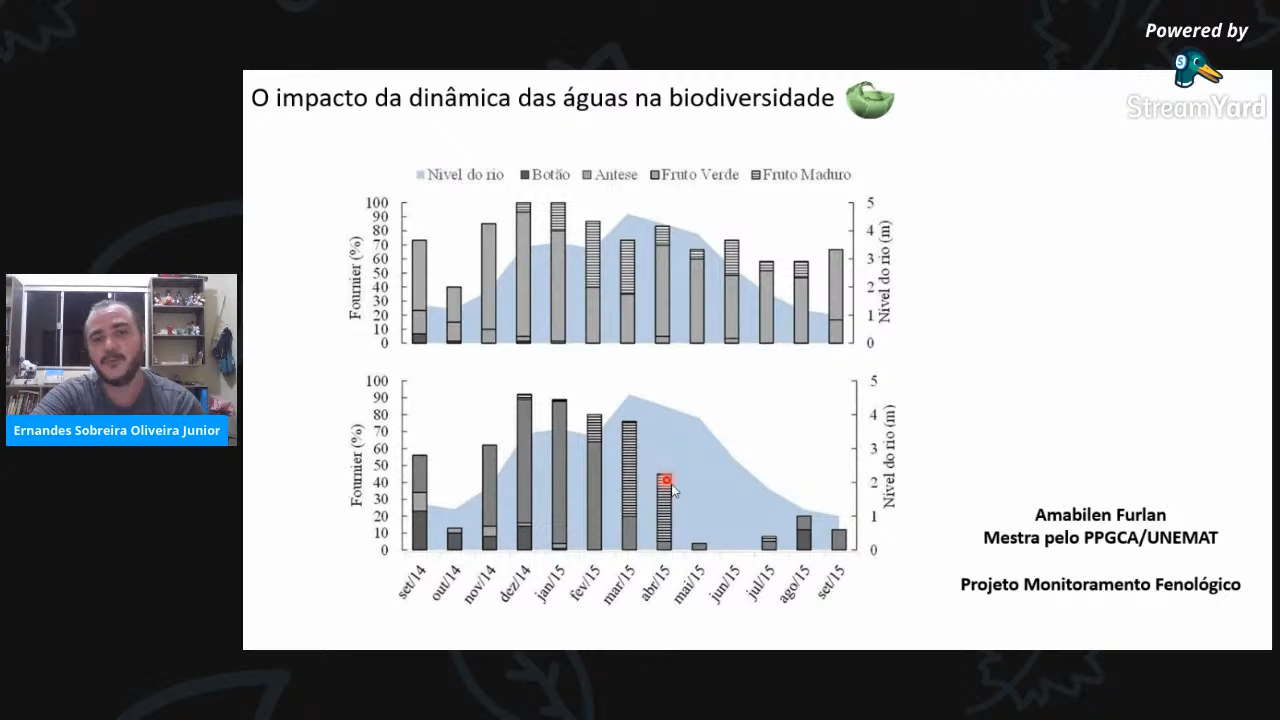 Powered by
StreamYard
O impacto da dinâmica das águas na biodiversidade
Nivel do rio Botão Antese Fruto Verde Fruto Maduro
100
90
80
70
60
50
40
30
20
10
0
Fournier (%)
5
4
3
2
1
0
Nivel do rio (m)
100
90
80
70
60
50
40
30
20
10
0
Fournier (%)
5
4
3
2
1
0
Nivel do rio (m)
set/14 out/14 nov/14 dez/14 jan/15 fev/15 mar/15 abr/15 mai/15 jun/15 jul/15 ago/15 set/15
Ernandes Sobreira Oliveira Junior
Amabilen Furlan
Mestra pelo PPGCA/UNEMAT
Projeto Monitoramento Fenológico